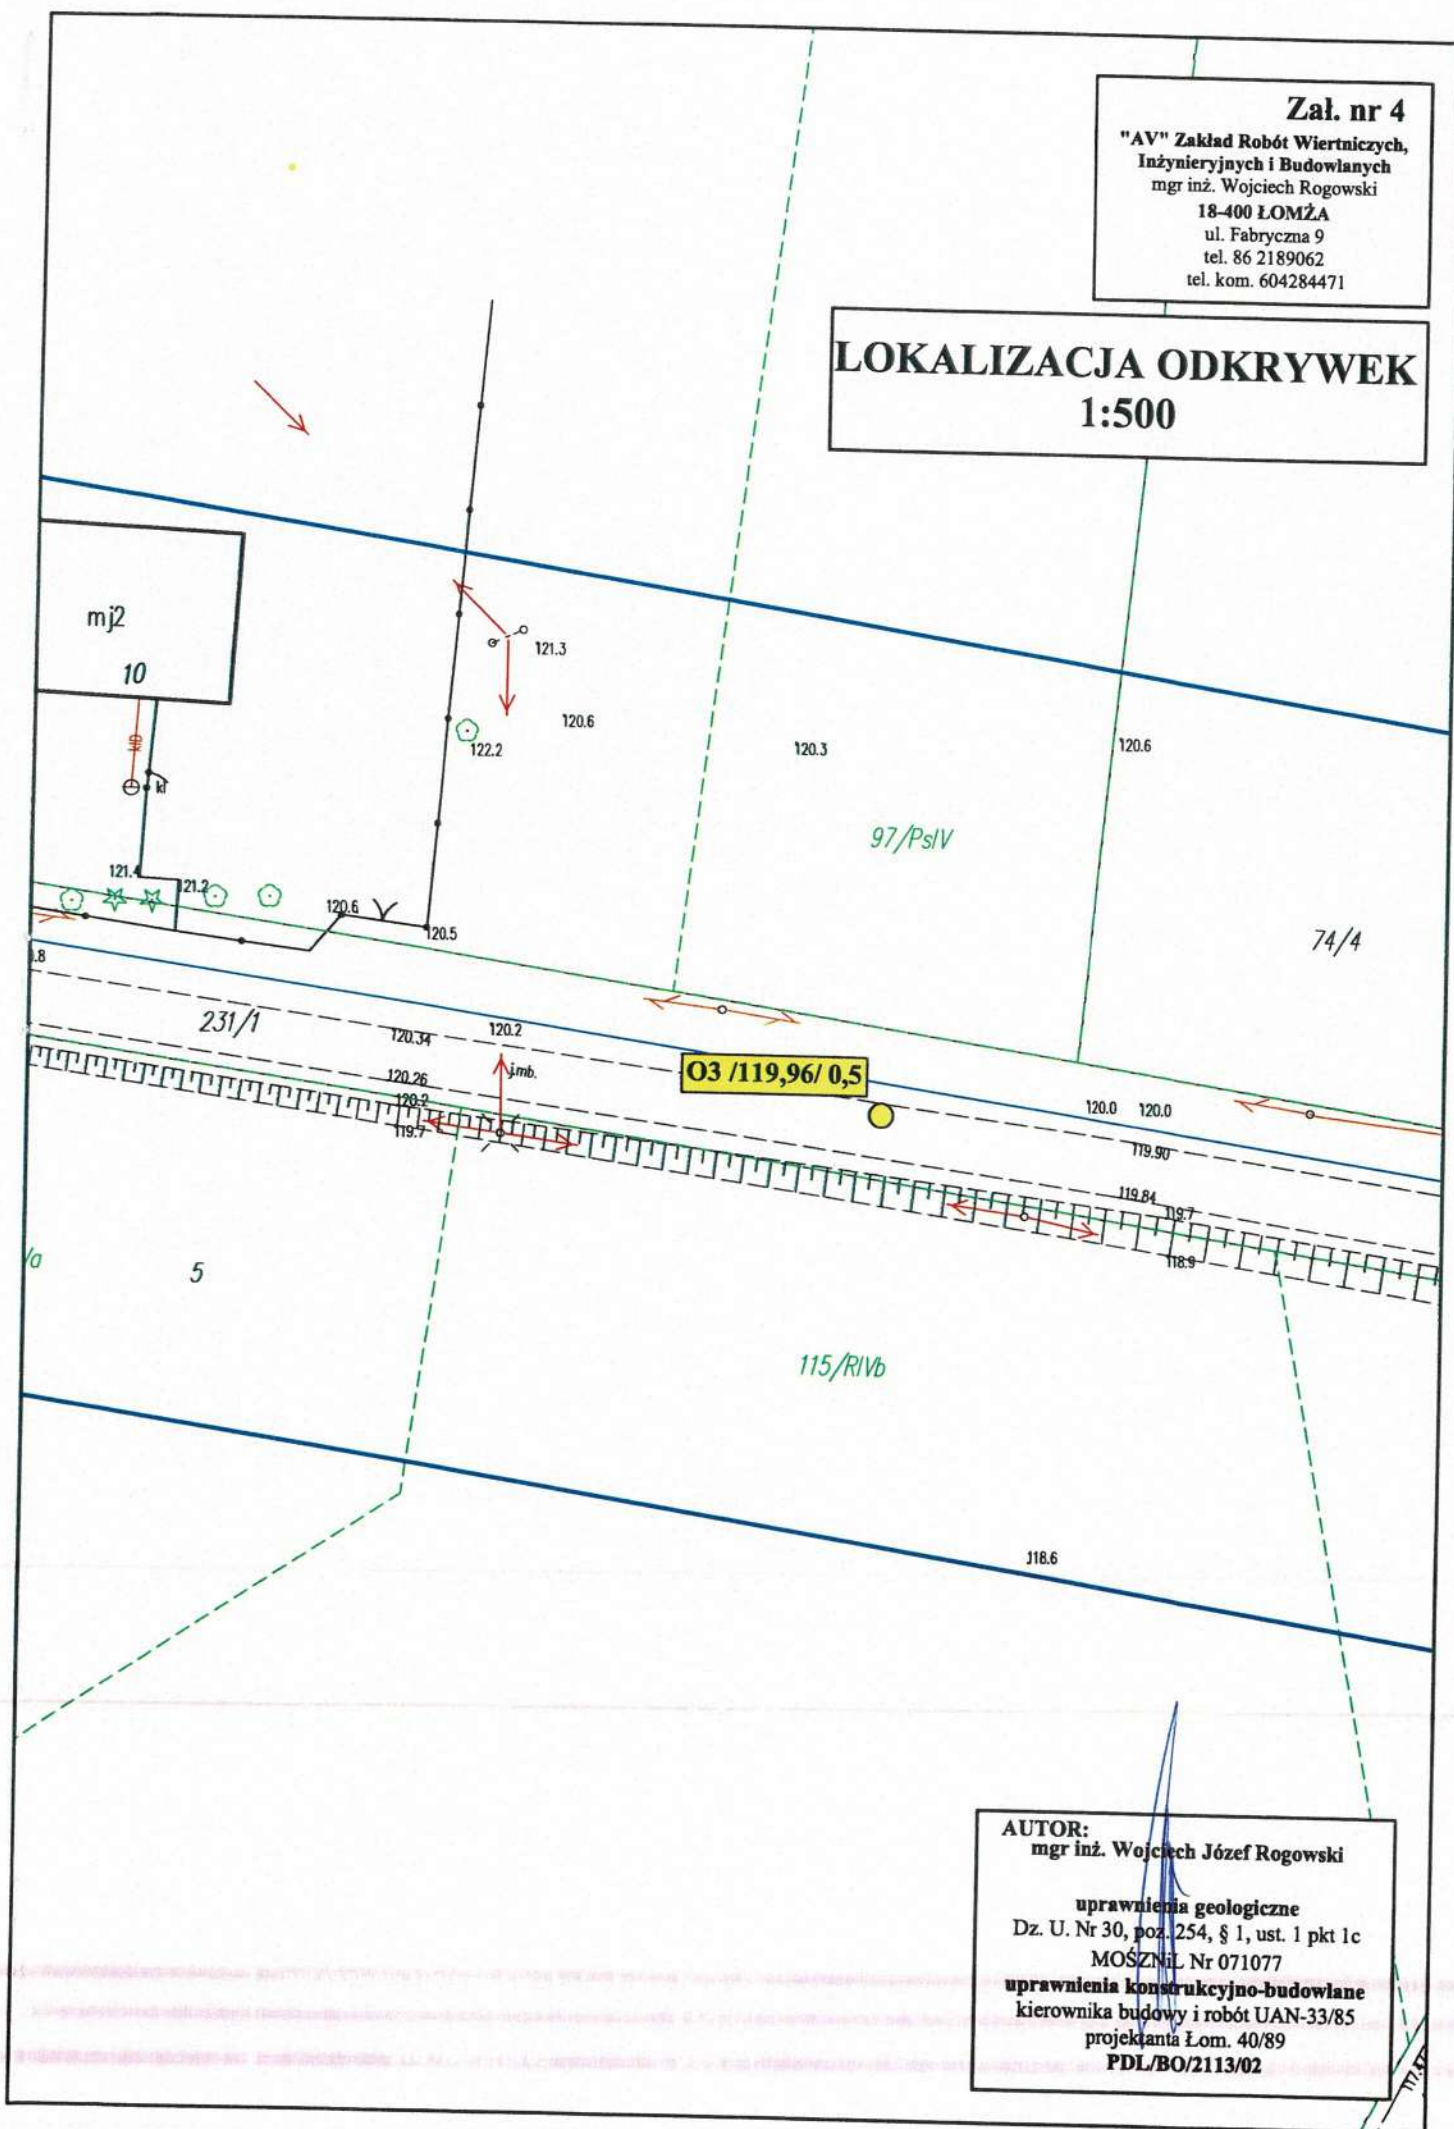 Zał. nr 4
"AV" Zakład Robót Wiertniczych,
Inżynieryjnych i Budowlanych
mgr inż. Wojciech Rogowski
18-400 ŁOMŻA
ul. Fabryczna 9
tel. 86 2189062
tel. kom. 604284471
LOKALIZACJA ODKRYWEK
1:500
mj2
10
121.3
120.6
122.2
120.3
120.6
kłD
kł
97/PsIV
121.4
121.2
120.6
120.5
74/4
.8
231/1
120.34
120.2
j.mb.
O3 /119,96/ 0,5
120.26
120.2
119.7
120.0
120.0
119.90
119.84
119.7
118.9
/a
5
115/RIVb
118.6
AUTOR:
mgr inż. Wojciech Józef Rogowski
uprawnienia geologiczne
Dz. U. Nr 30, poz. 254, § 1, ust. 1 pkt 1c
MOŚZNiL Nr 071077
uprawnienia konstrukcyjno-budowlane
kierownika budowy i robót UAN-33/85
projektanta Łom. 40/89
PDL/BO/2113/02